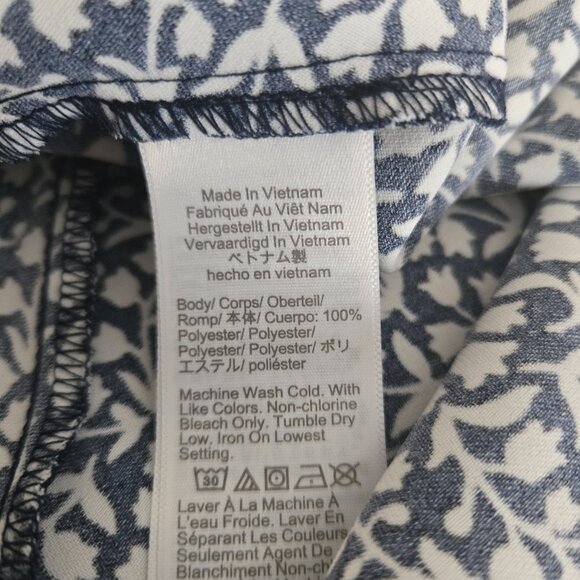 Made In Vietnam
Fabriqué Au Viêt Nam
Hergestellt In Vietnam
Vervaardigd In Vietnam
ベトナム製
hecho en vietnam
Body/ Corps/ Oberteil/
Romp/ 本体/ Cuerpo: 100%
Polyester/ Polyester/
Polyester/ Polyester/ ポリ
エステル/ poliéster
Machine Wash Cold. With
Like Colors. Non-chlorine
Bleach Only. Tumble Dry
Low. Iron On Lowest
Setting.
30
Laver À La Machine À
L'eau Froide. Laver En
Séparant Les Couleurs
Seulement Agent De
Blanchiment Non